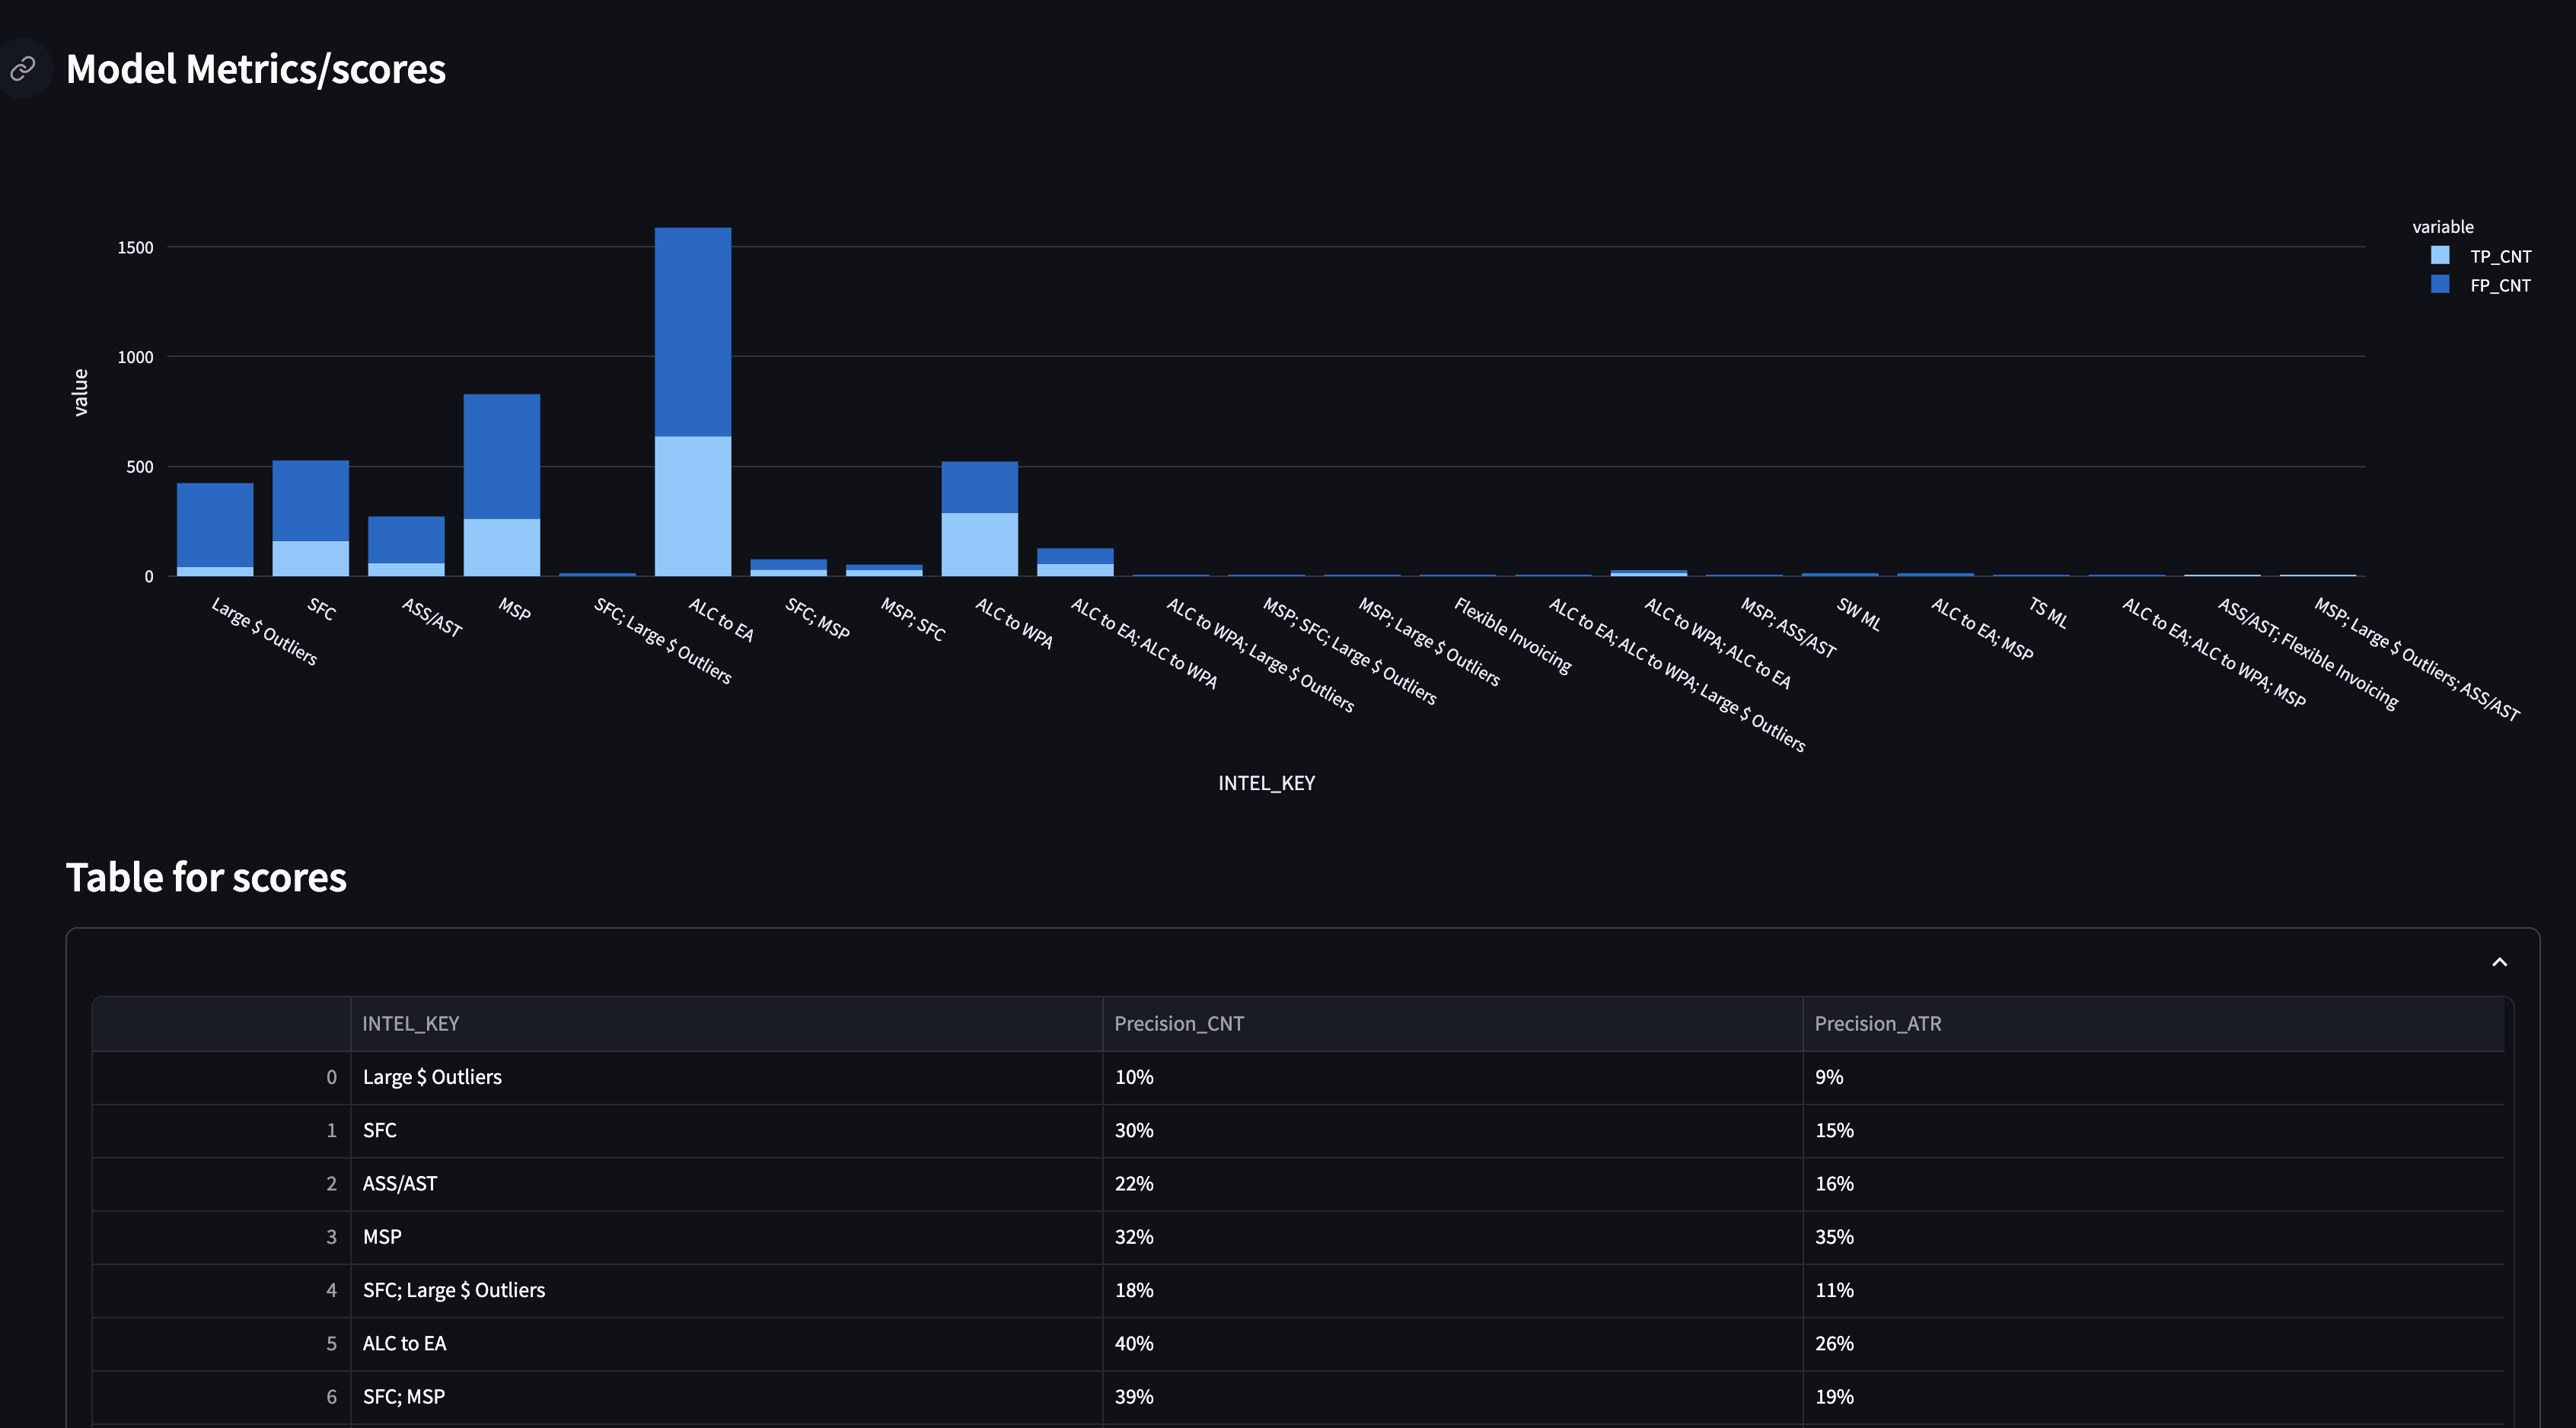 Model Metrics/scores
variable
TP_CNT
FP_CNT
1500
1000
500
0
value
Large $ Outliers
SFC
ASS/AST
MSP
SFC; Large $ Outliers
ALC to EA
SFC; MSP
MSP; SFC
ALC to WPA
ALC to EA; ALC to WPA
ALC to WPA; Large $ Outliers
MSP; SFC; Large $ Outliers
MSP; Large $ Outliers
Flexible Invoicing
ALC to EA; ALC to WPA; Large $ Outliers
ALC to WPA; ALC to EA
MSP; ASS/AST
SW ML
ALC to EA; MSP
TS ML
ALC to EA; ALC to WPA; MSP
ASS/AST; Flexible Invoicing
MSP; Large $ Outliers; ASS/AST
INTEL_KEY
Table for scores
INTEL_KEY Precision_CNT Precision_ATR
0 Large $ Outliers 10% 9%
1 SFC 30% 15%
2 ASS/AST 22% 16%
3 MSP 32% 35%
4 SFC; Large $ Outliers 18% 11%
5 ALC to EA 40% 26%
6 SFC; MSP 39% 19%